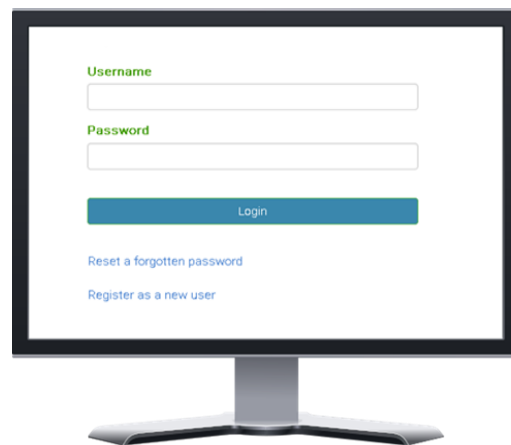 Username
Password
Login
Reset a forgotten password
Register as a new user